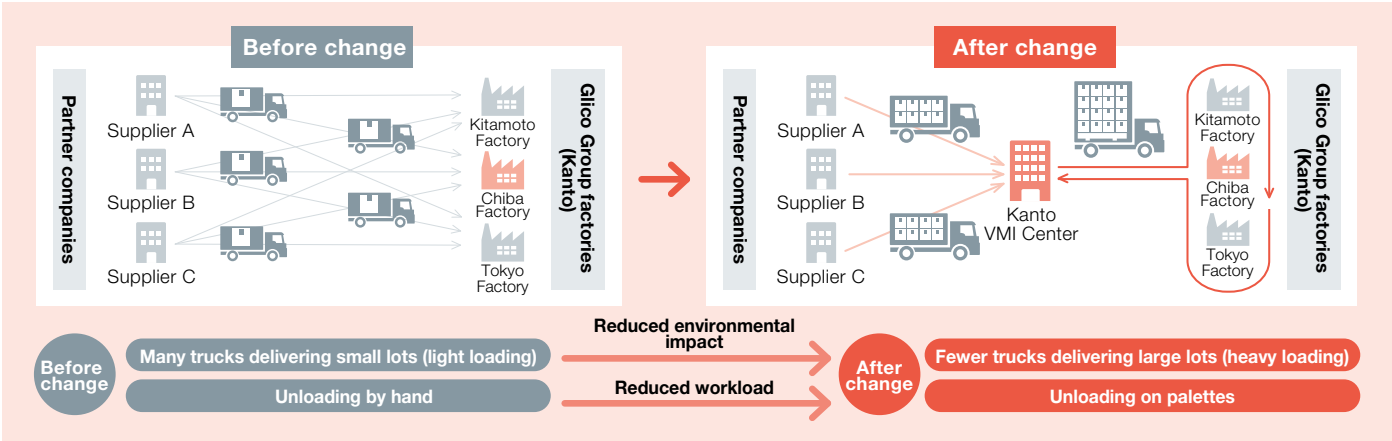 Before change
Partner companies
Supplier A
Supplier B
Supplier C
Kitamoto
Factory
Chiba
Factory
Tokyo
Factory
Glico Group factories
(Kanto)
After change
Partner companies
Supplier A
Supplier B
Supplier C
Kanto
VMI Center
Kitamoto
Factory
Chiba
Factory
Tokyo
Factory
Glico Group factories
(Kanto)
Before
change
Many trucks delivering small lots (light loading)
Unloading by hand
Reduced environmental
impact
Reduced workload
After
change
Fewer trucks delivering large lots (heavy loading)
Unloading on palettes